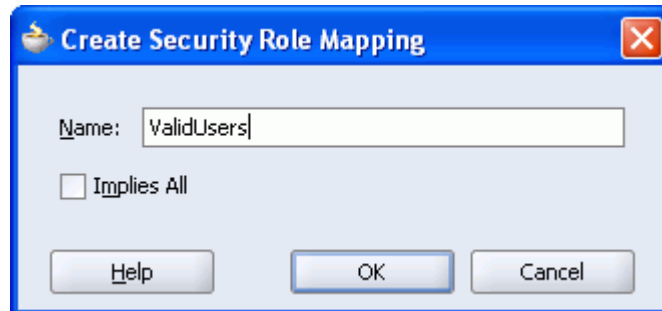 Create Security Role Mapping
Name: ValidUsers
Implies All
Help OK Cancel